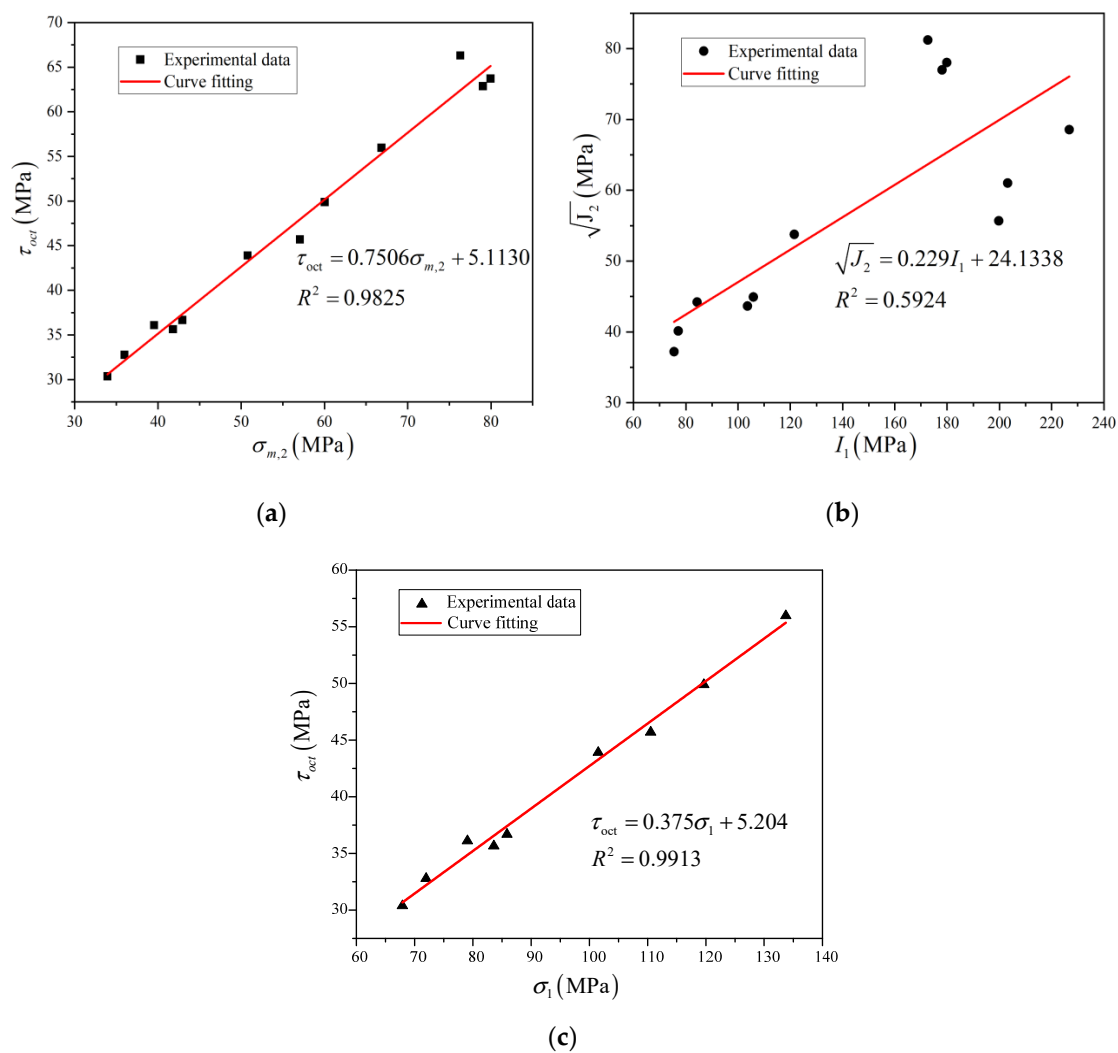 70
65
60
55
50
45
40
35
30
τoct (MPa)
Experimental data
Curve fitting
τoct = 0.7506σm,2 + 5.1130
R² = 0.9825
30 40 50 60 70 80
σm,2 (MPa)
(a)
80
70
60
50
40
30
√J₂ (MPa)
Experimental data
Curve fitting
√J₂ = 0.229I₁ + 24.1338
R² = 0.5924
60 80 100 120 140 160 180 200 220 240
I₁ (MPa)
(b)
60
55
50
45
40
35
30
τoct (MPa)
Experimental data
Curve fitting
τoct = 0.375σ₁ + 5.204
R² = 0.9913
60 70 80 90 100 110 120 130 140
σ₁ (MPa)
(c)